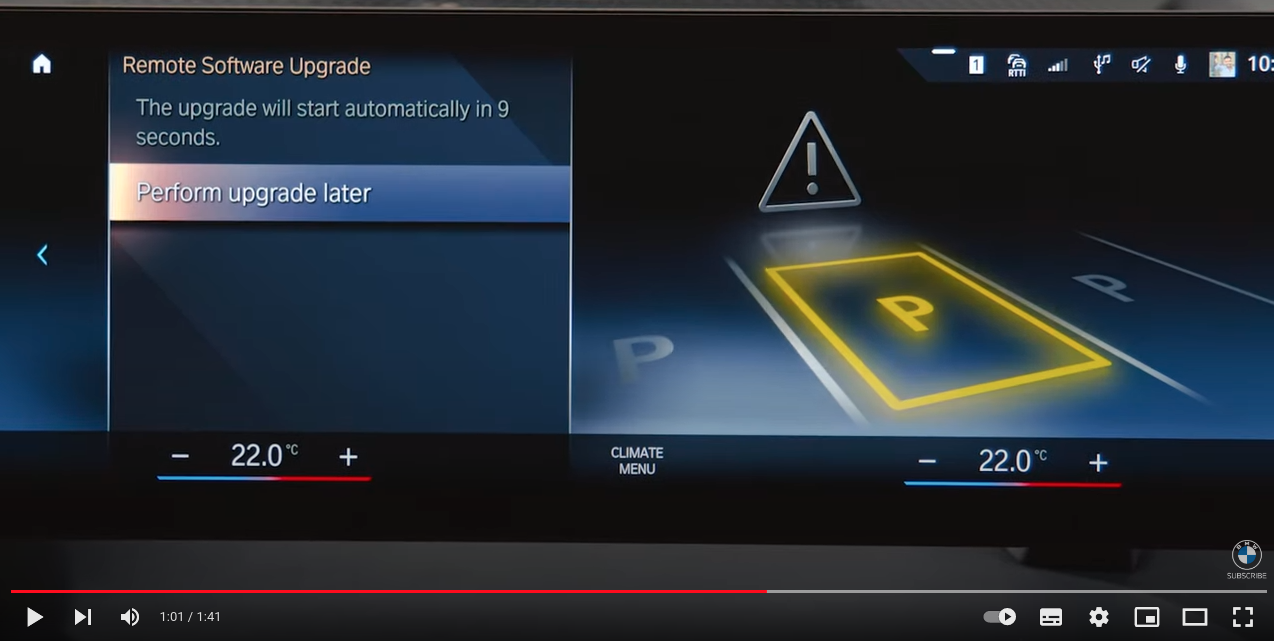 Remote Software Upgrade
1
RTTI
10:
The upgrade will start automatically in 9
seconds.
Perform upgrade later
P
P
P
22.0°C
CLIMATE
MENU
22.0°C
BMW
SUBSCRIBE
1:01 / 1:41